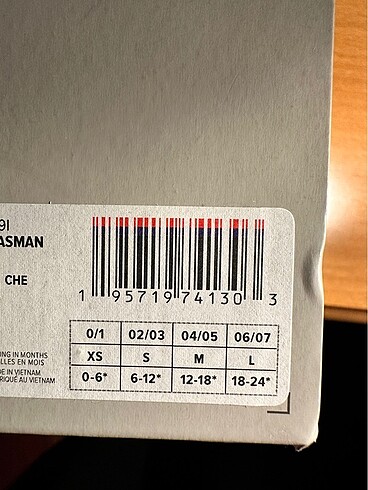 9I
ASMAN
CHE
1 95719 74130 3
0/1 02/03 04/05 06/07
XS S M L
0-6* 6-12* 12-18* 18-24*
ING IN MONTHS
LLES EN MOIS
DE IN VIETNAM
RIQUÉ AU VIETNAM